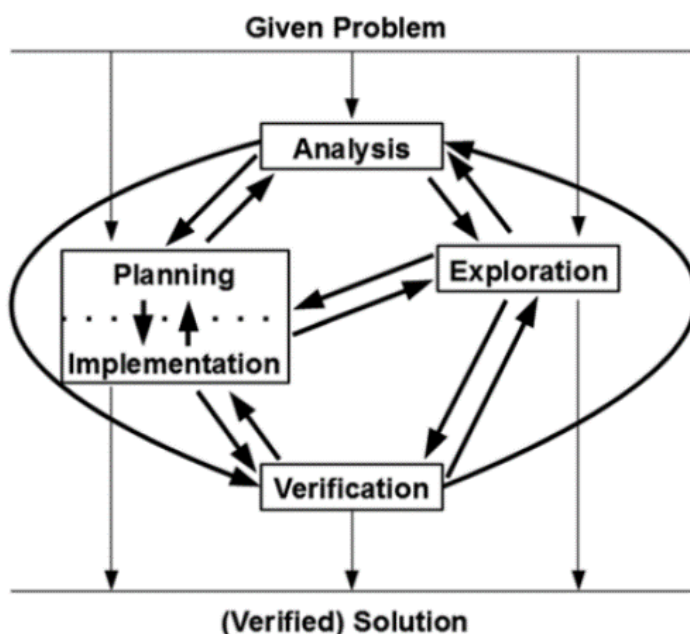 Given Problem
Analysis
Planning
Exploration
Implementation
Verification
(Verified) Solution